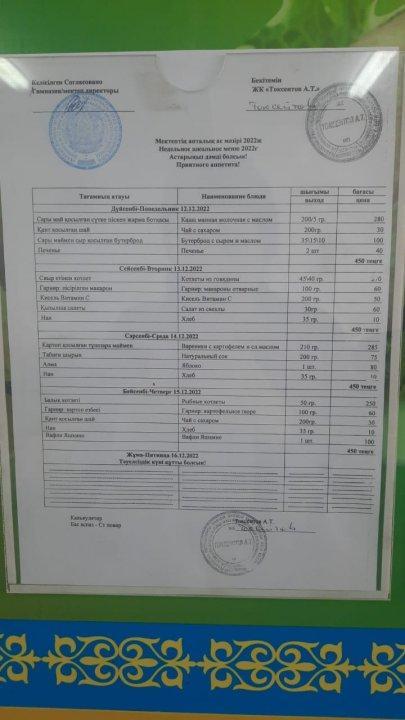 Келісілген Согласовано
Гимназия/мектеп директоры
Бекітемін
ЖК «Токсеитов А.Т.»
Мектептің апталық ас мәзірі 2022ж
Недельное школьное меню 2022г
Астарыңыз дәмді болсын!
Приятного аппетита!
Тағамның атауы Наименование блюда шығымы выход бағасы цена
Дүйсенбі-Понедельник 12.12.2022
Сары май қосылған сүтке піскен жарма ботқасы Каша манная молочная с маслом 200/5 гр. 280
Қант қосылған шай Чай с сахаром 200гр. 30
Сары маймен сыр қосылған бутерброд Бутерброд с сыром и маслом 35\15\10 100
Печенье Печенье 2 шт 40
450 теңге
Сейсенбі-Вторник 13.12.2022
Сиыр етінен котлет Котлеты из говядины 45\40 гр.
Гарнир: пісірілген макарон Гарнир: макароны отварные 100 гр. 60
Кисель Витамин С Кисель Витамин С 200 гр. 50
Қызылша салаты Салат из свеклы 30гр 60
Нан Хлеб 35 гр. 10
450 теңге
Сәрсенбі-Среда 14.12.2022
Картоп қосылған тұшпара маймен Вареники с картофелем и сл.маслом 210 гр. 285
Табиғи шырын Натуральный сок 200 гр. 75
Алма Яблоко 1 шт. 80
Нан Хлеб 35 гр. 10
450 теңге
Бейсенбі-Четверг 15.12.2022
Балық котлеті Рыбные котлеты 50 гр. 250
Гарнир: картоп езбесі Гарнир: картофельное пюре 100 гр. 60
Қант қосылған шай Чай с сахаром 200гр. 30
Нан Хлеб 35 гр. 10
Вафли Яшкино Вафли Яшкино 1 шт. 100
450 теңге
Жұма-Пятница 16.12.2022
Тәуелсіздік күні құтты болсын!
Калькулятор
Бас аспаз - Ст повар
Токсеитов А.Т.